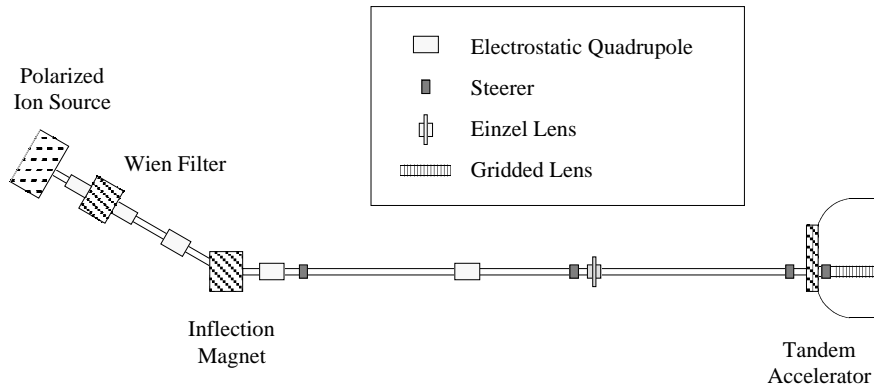 Electrostatic Quadrupole
Steerer
Einzel Lens
Gridded Lens
Polarized
Ion Source
Wien Filter
Inflection
Magnet
Tandem
Accelerator